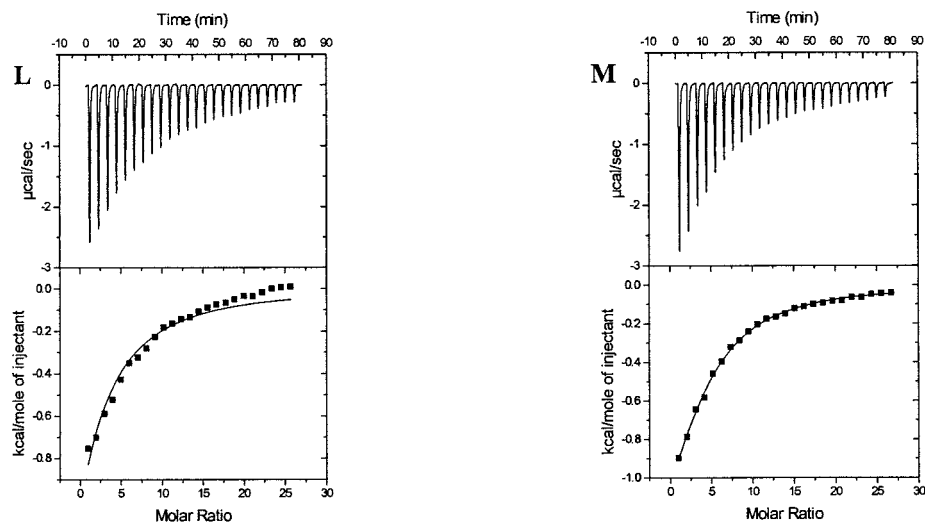 Time (min)
-10 0 10 20 30 40 50 60 70 80 90
L
0
-1
-2
-3
µcal/sec
0.0
-0.2
-0.4
-0.6
-0.8
kcal/mole of injectant
0 5 10 15 20 25 30
Molar Ratio
Time (min)
-10 0 10 20 30 40 50 60 70 80 90
M
0
-1
-2
-3
µcal/sec
0.0
-0.2
-0.4
-0.6
-0.8
-1.0
kcal/mole of injectant
0 5 10 15 20 25 30
Molar Ratio